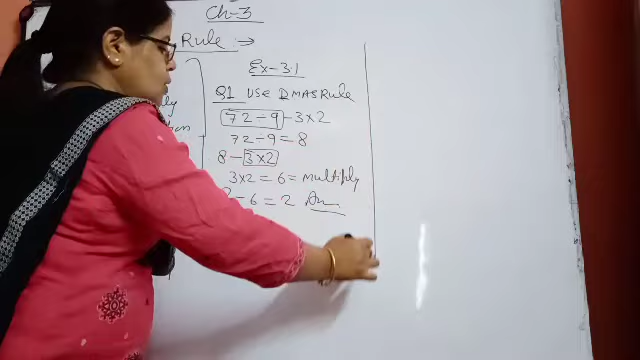 Ch-3
Rule :→
Ex-3.1
Q1 USE DMAS Rule
72÷9-3×2
72÷9=8
8-3×2
3×2=6=multiply
8-6=2 Ans